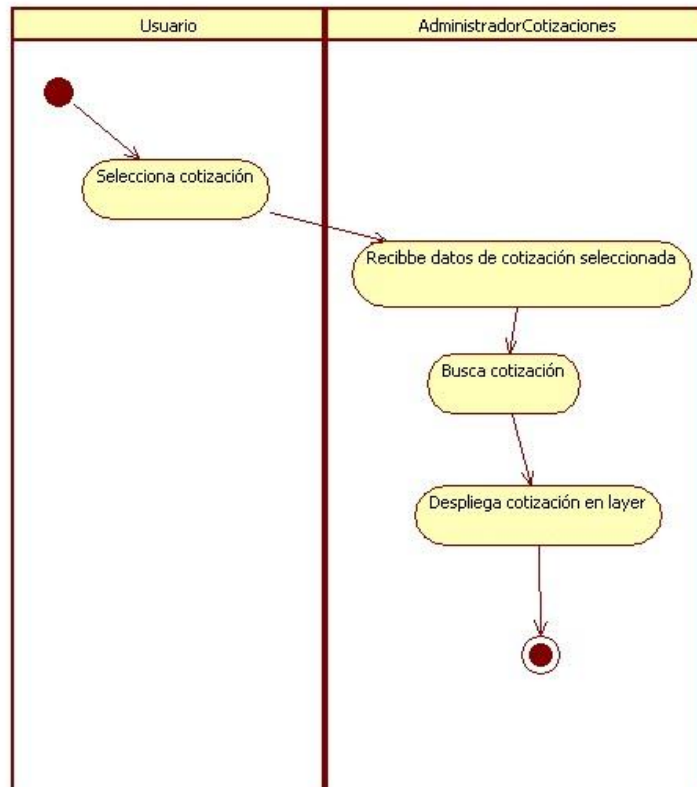 Usuario
AdministradorCotizaciones
Selecciona cotización
Recibbe datos de cotización seleccionada
Busca cotización
Despliega cotización en layer